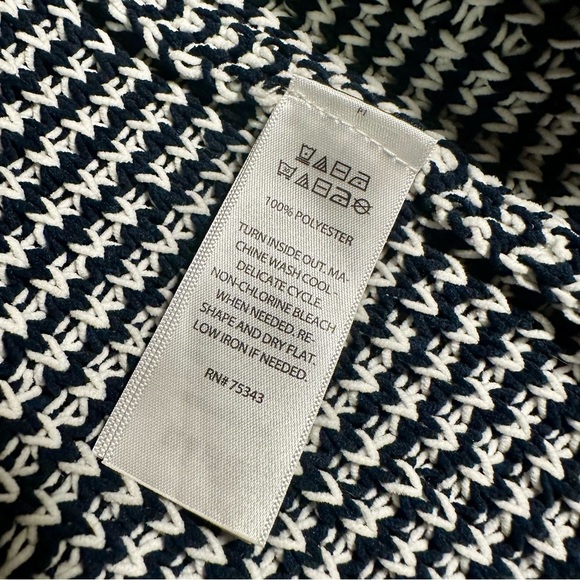 100% POLYESTER
TURN INSIDE OUT. MA-
CHINE WASH COOL -
DELICATE CYCLE.
NON-CHLORINE BLEACH
WHEN NEEDED. RE-
SHAPE AND DRY FLAT.
LOW IRON IF NEEDED.
RN# 75343